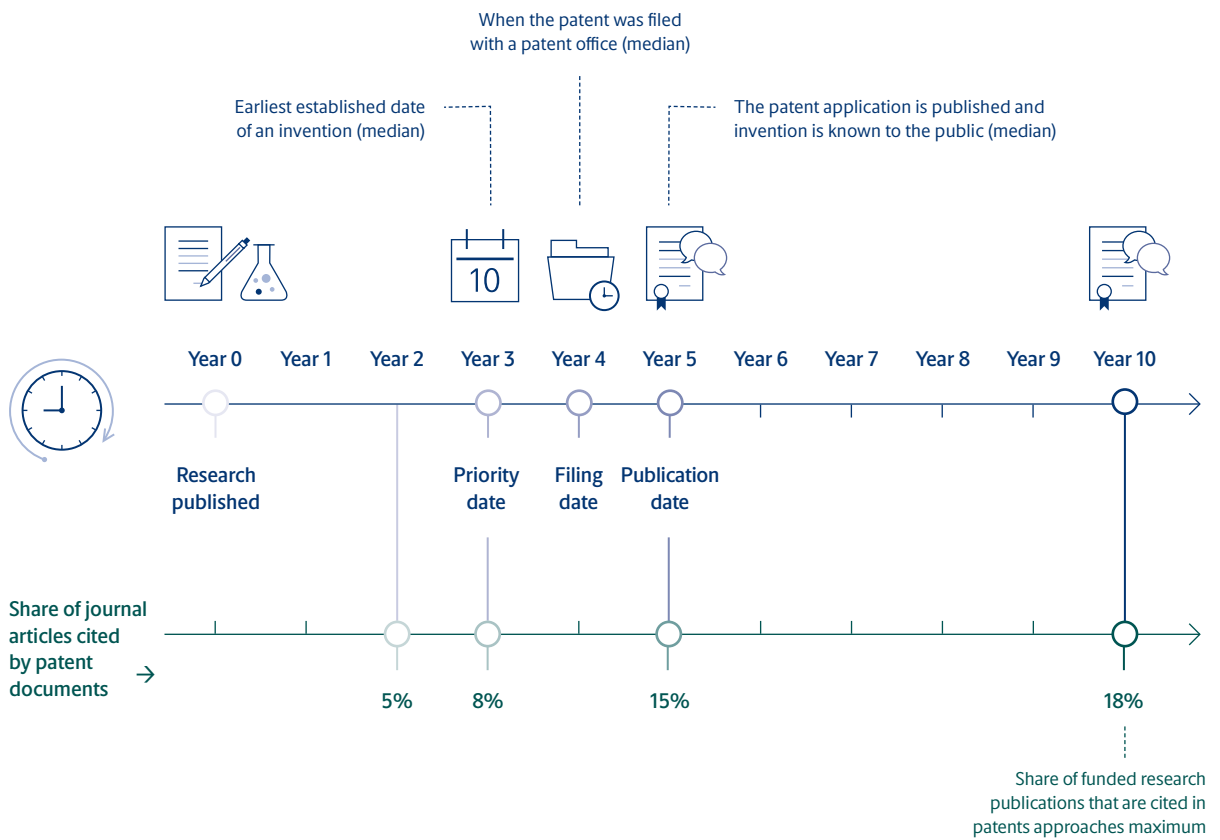 When the patent was filed
with a patent office (median)
Earliest established date
of an invention (median)
The patent application is published and
invention is known to the public (median)
10
Year 0 Year 1 Year 2 Year 3 Year 4 Year 5 Year 6 Year 7 Year 8 Year 9 Year 10
Research
published
Priority
date
Filing
date
Publication
date
Share of journal
articles cited
by patent
documents →
5% 8% 15% 18%
Share of funded research
publications that are cited in
patents approaches maximum